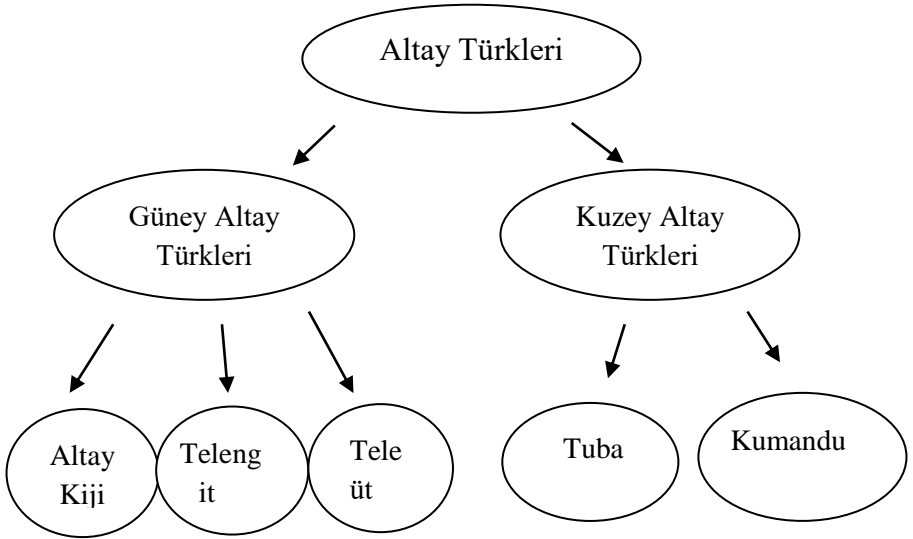 Altay Türkleri
Güney Altay
Türkleri
Kuzey Altay
Türkleri
Altay
Kiji
Teleng
it
Tele
üt
Tuba
Kumandu